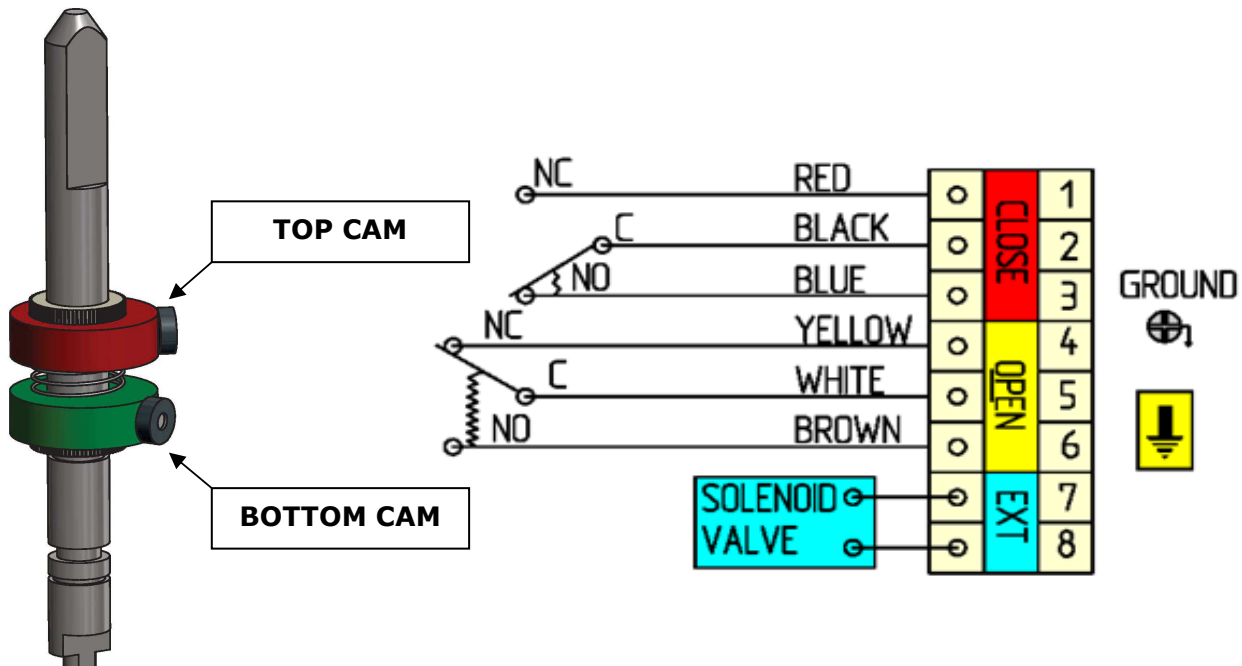 TOP CAM
BOTTOM CAM
NC RED 1
C BLACK 2
NO BLUE 3
CLOSE
NC YELLOW 4
C WHITE 5
NO BROWN 6
OPEN
SOLENOID 7
VALVE 8
EXT
GROUND